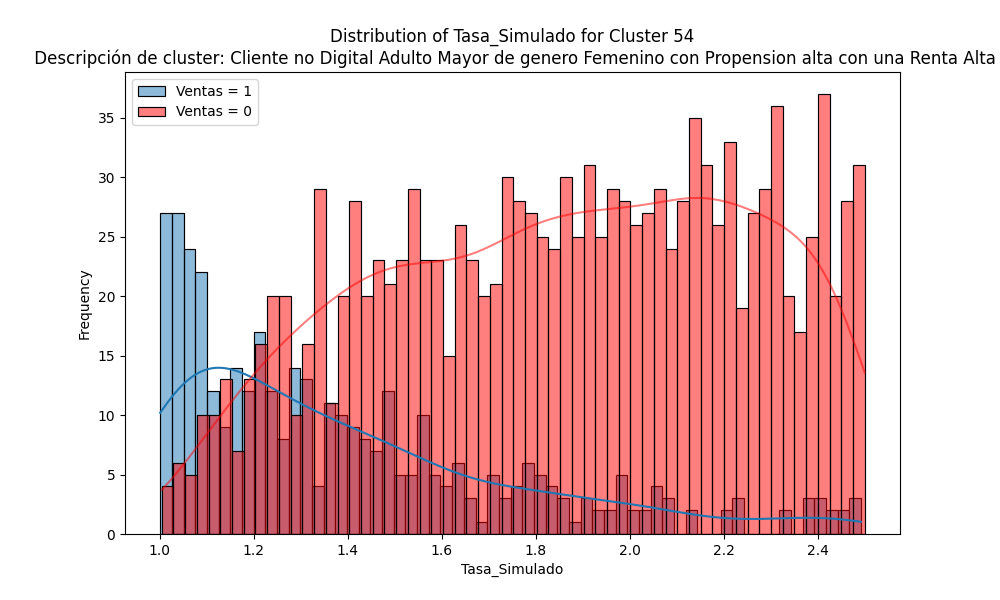 Distribution of Tasa_Simulado for Cluster 54
Descripción de cluster: Cliente no Digital Adulto Mayor de genero Femenino con Propension alta con una Renta Alta
Ventas = 1
Ventas = 0
Frequency
35
30
25
20
15
10
5
0
1.0 1.2 1.4 1.6 1.8 2.0 2.2 2.4
Tasa_Simulado